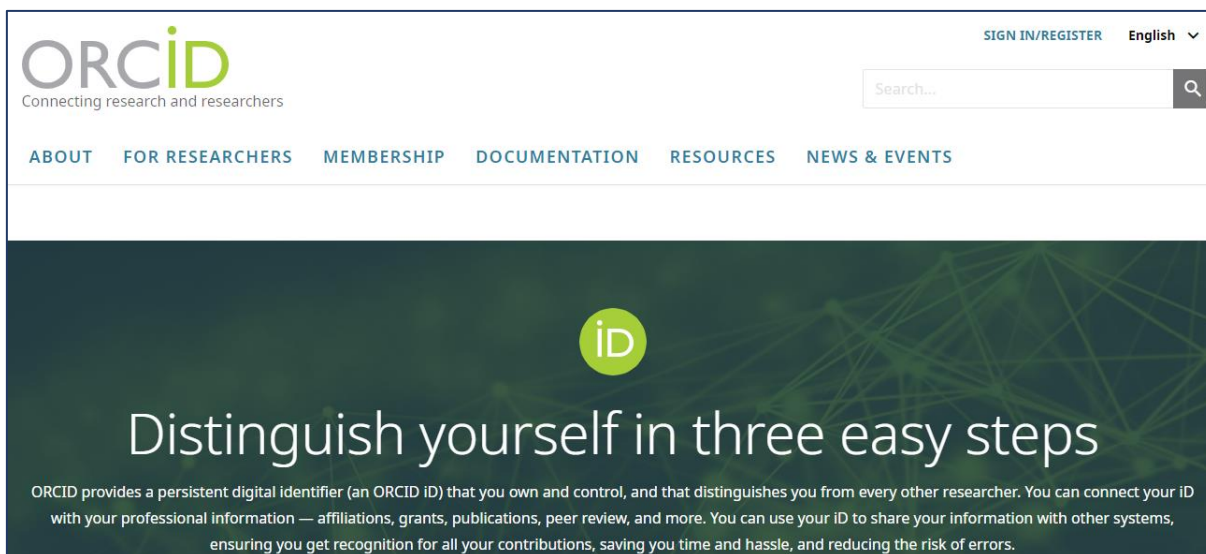 ORCiD
Connecting research and researchers
SIGN IN/REGISTER English
Search...
ABOUT FOR RESEARCHERS MEMBERSHIP DOCUMENTATION RESOURCES NEWS & EVENTS
iD
Distinguish yourself in three easy steps
ORCID provides a persistent digital identifier (an ORCID iD) that you own and control, and that distinguishes you from every other researcher. You can connect your iD
with your professional information — affiliations, grants, publications, peer review, and more. You can use your iD to share your information with other systems,
ensuring you get recognition for all your contributions, saving you time and hassle, and reducing the risk of errors.